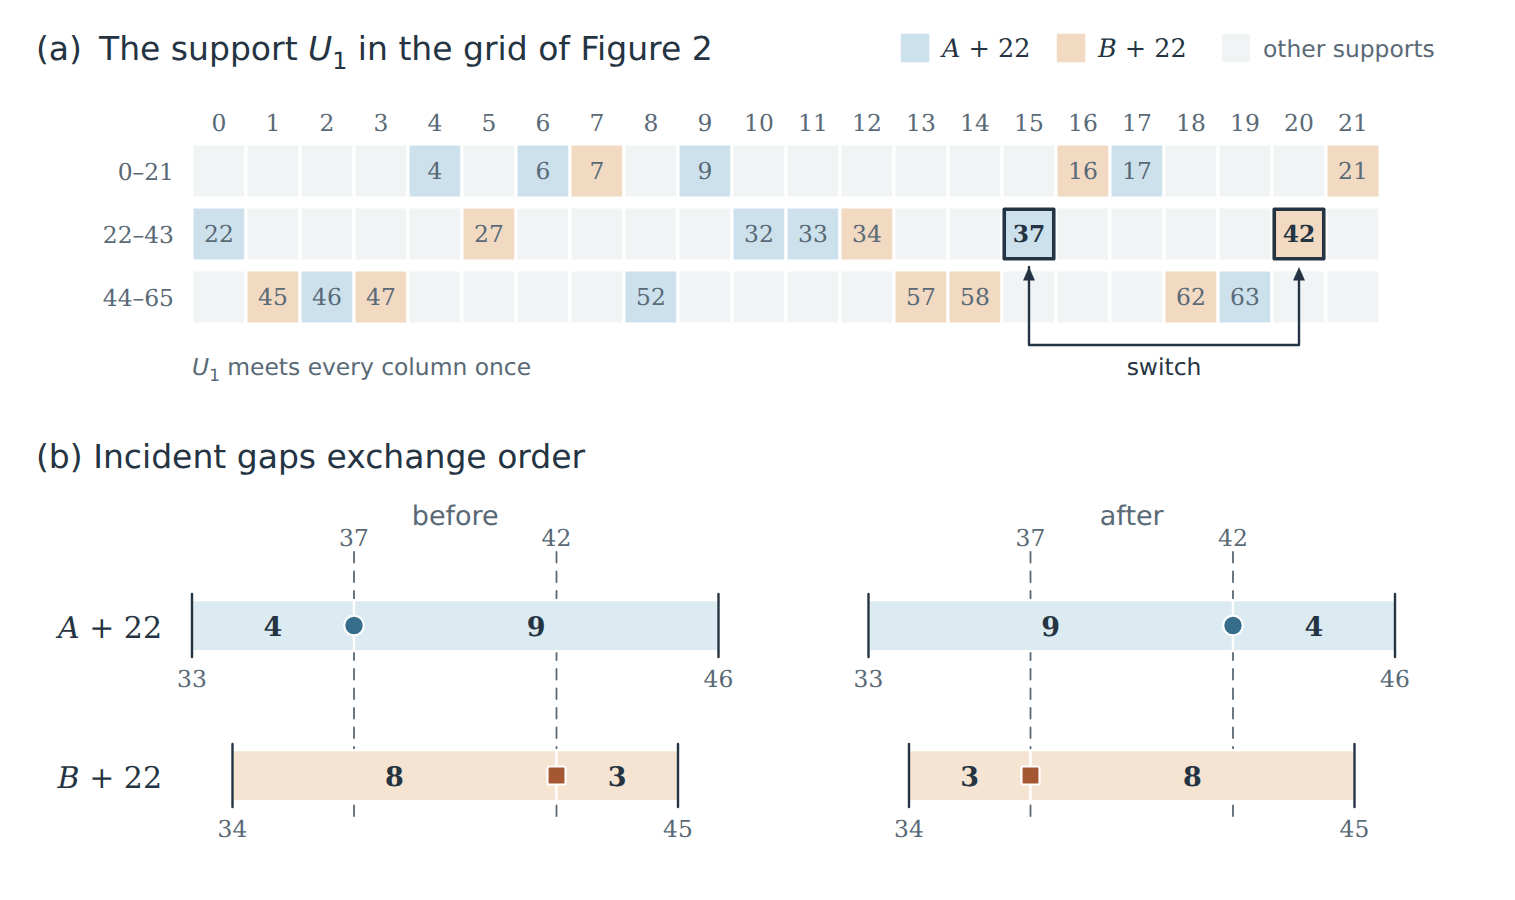 (a) The support U1 in the grid of Figure 2
A + 22 B + 22 other supports
0 1 2 3 4 5 6 7 8 9 10 11 12 13 14 15 16 17 18 19 20 21
0–21 4 6 7 9 16 17 21
22–43 22 27 32 33 34 37 42
44–65 45 46 47 52 57 58 62 63
U1 meets every column once
switch
(b) Incident gaps exchange order
before after
37 42 37 42
A + 22 4 9 9 4
33 46 33 46
B + 22 8 3 3 8
34 45 34 45